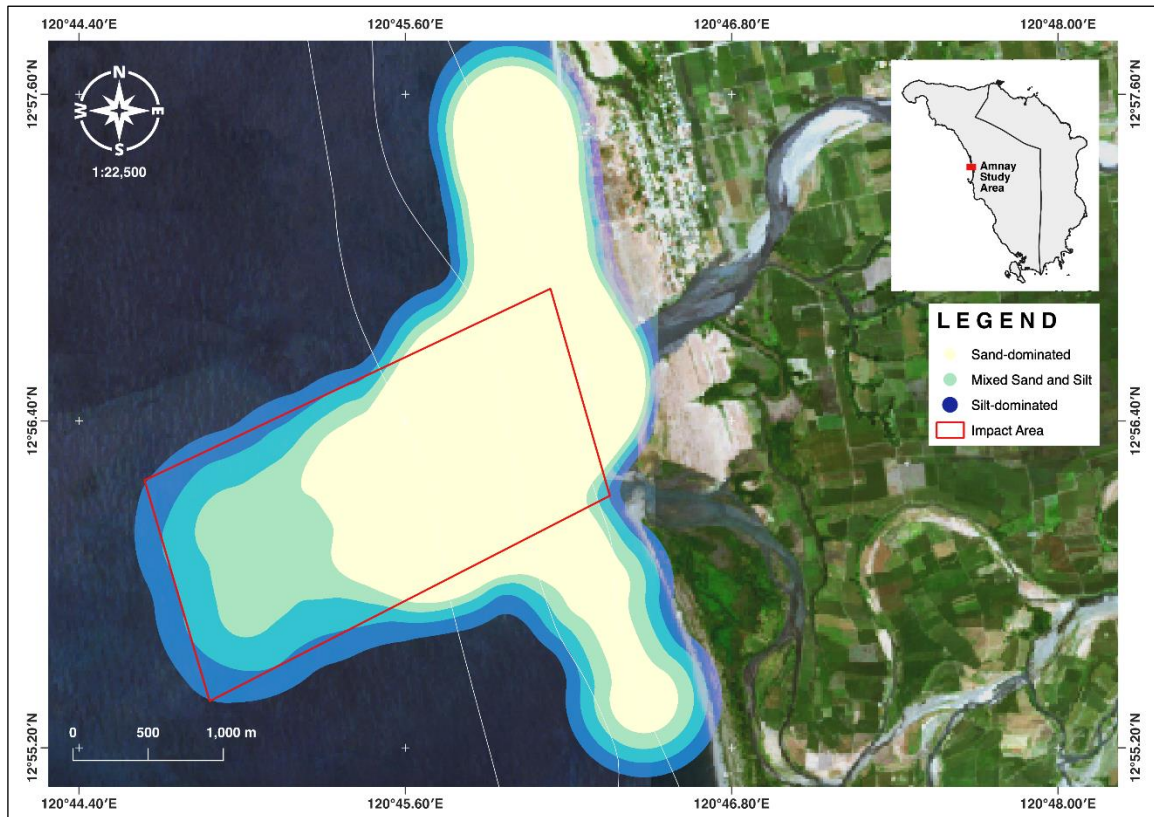 120°44.40′E 120°45.60′E 120°46.80′E 120°48.00′E
12°57.60′N
12°57.60′N
N
W E
S
1:22,500
Amnay
Study
Area
LEGEND
Sand-dominated
Mixed Sand and Silt
Silt-dominated
Impact Area
12°56.40′N
12°56.40′N
0 500 1,000 m
12°55.20′N
12°55.20′N
120°44.40′E 120°45.60′E 120°46.80′E 120°48.00′E